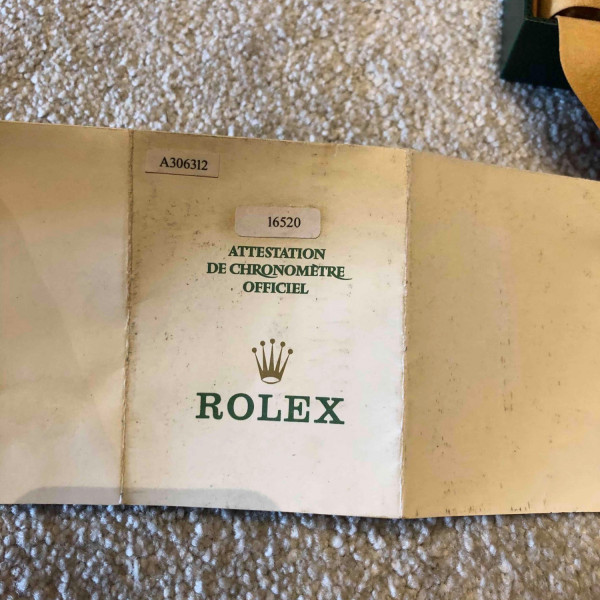 A306312
16520
ATTESTATION
DE CHRONOMÈTRE
OFFICIEL
ROLEX